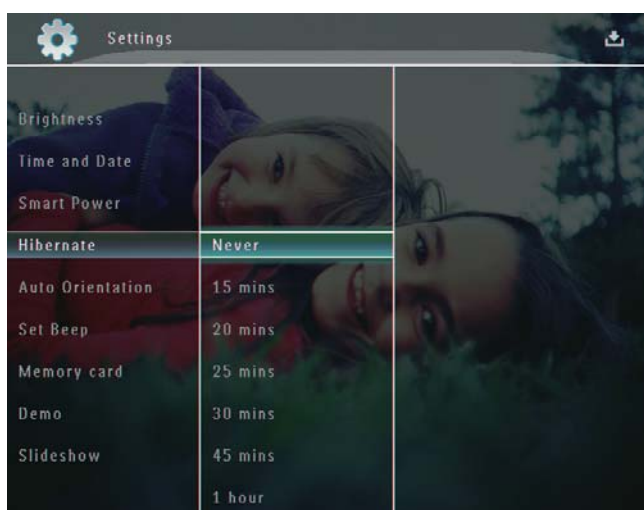 Settings
Brightness
Time and Date
Smart Power
Hibernate
Auto Orientation
Set Beep
Memory card
Demo
Slideshow
Never
15 mins
20 mins
25 mins
30 mins
45 mins
1 hour